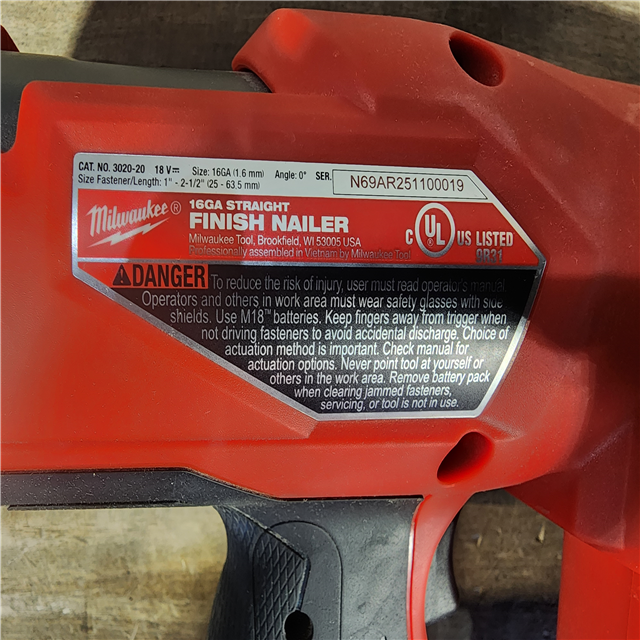 CAT. NO. 3020-20 18 V⎓ Size: 16GA (1.6 mm) Angle: 0° SER. N69AR251100019
Size Fastener/Length: 1" - 2-1/2" (25 - 63.5 mm)
Milwaukee®
16GA STRAIGHT
FINISH NAILER
Milwaukee Tool, Brookfield, WI 53005 USA
Professionally assembled in Vietnam by Milwaukee Tool
C UL® US LISTED
9B31
DANGER To reduce the risk of injury, user must read operator's manual.
Operators and others in work area must wear safety glasses with side
shields. Use M18™ batteries. Keep fingers away from trigger when
not driving fasteners to avoid accidental discharge. Choice of
actuation method is important. Check manual for
actuation options. Never point tool at yourself or
others in the work area. Remove battery pack
when clearing jammed fasteners,
servicing, or tool is not in use.